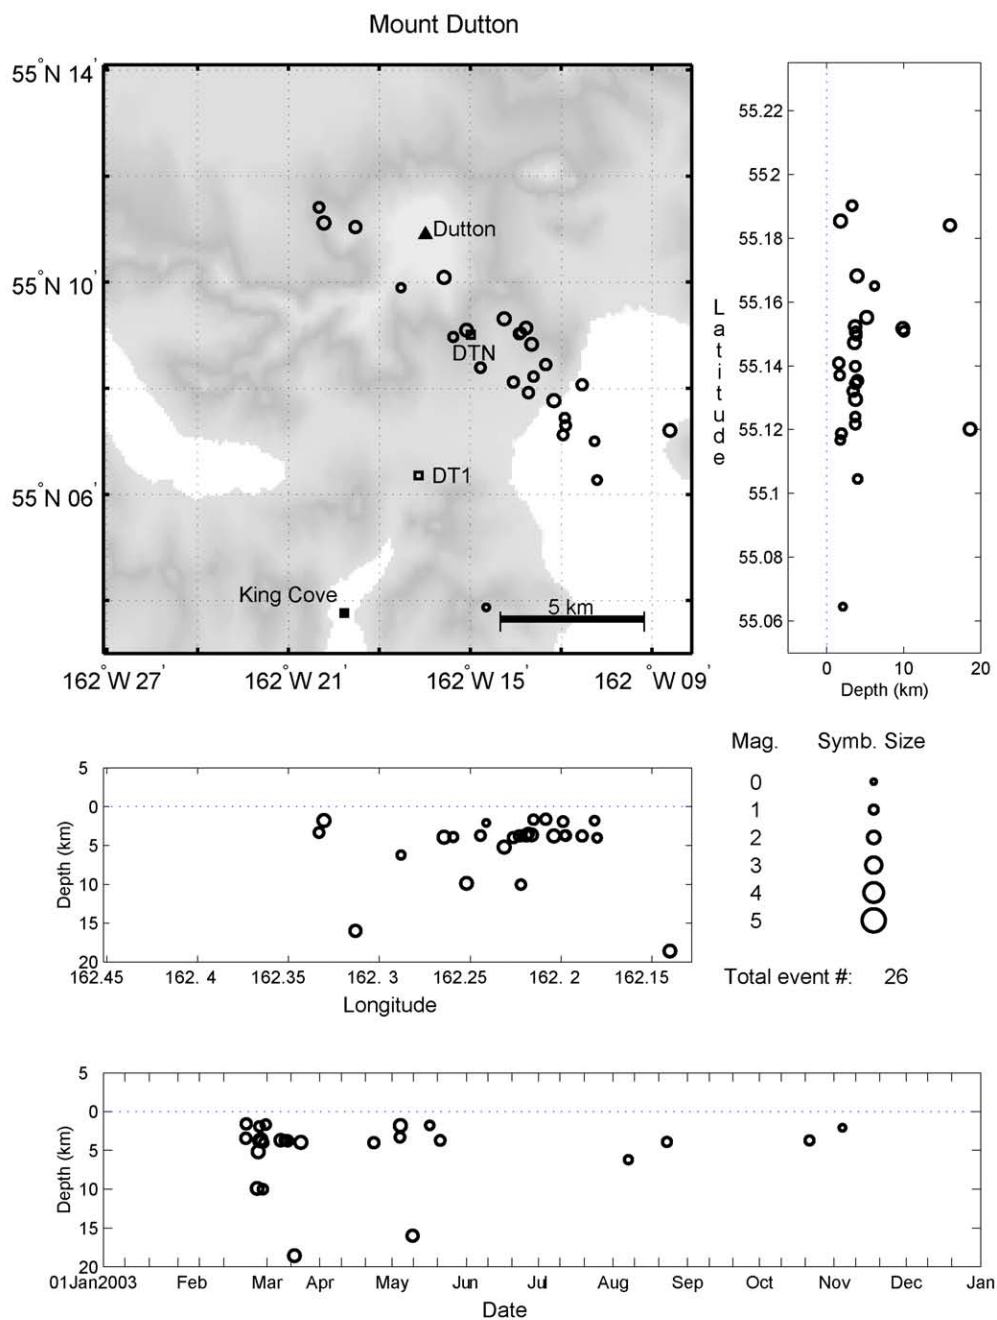 Mount Dutton
55°N 14'
55°N 10'
55°N 06'
Dutton
DTN
DT1
King Cove
5 km
162°W 27' 162°W 21' 162°W 15' 162°W 09'
55.22
55.2
55.18
55.16
55.14
55.12
55.1
55.08
55.06
Latitude
0 10 20
Depth (km)
5
0
5
10
15
20
Depth (km)
162.45 162. 4 162.35 162. 3 162.25 162. 2 162.15
Longitude
Mag. Symb. Size
0
1
2
3
4
5
Total event #: 26
5
0
5
10
15
20
Depth (km)
01Jan2003 Feb Mar Apr May Jun Jul Aug Sep Oct Nov Dec Jan
Date